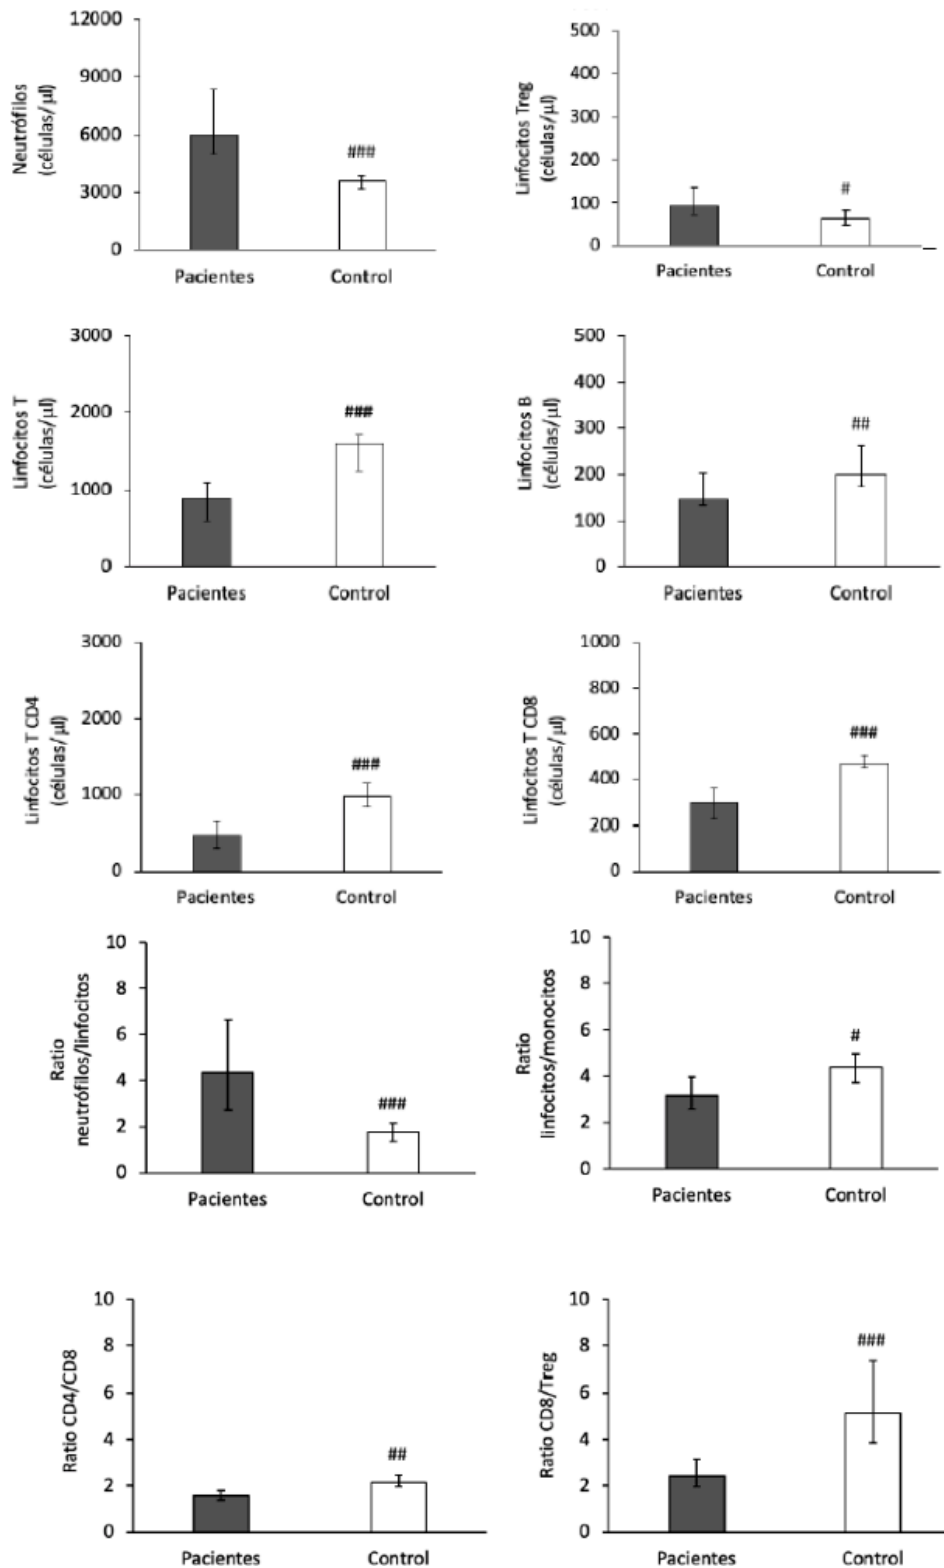 Neutrófilos
(células/µl)
12000
9000
6000
3000
0
###
Pacientes
Control
Linfocitos Treg
(células/µl)
500
400
300
200
100
0
#
Pacientes
Control
Linfocitos T
(células/µl)
3000
2000
1000
0
###
Pacientes
Control
Linfocitos B
(células/µl)
500
400
300
200
100
0
##
Pacientes
Control
Linfocitos T CD4
(células/µl)
3000
2000
1000
0
###
Pacientes
Control
Linfocitos T CD8
(células/µl)
1000
800
600
400
200
0
###
Pacientes
Control
Ratio
neutrófilos/linfocitos
10
8
6
4
2
0
###
Pacientes
Control
Ratio
linfocitos/monocitos
10
8
6
4
2
0
#
Pacientes
Control
Ratio CD4/CD8
10
8
6
4
2
0
##
Pacientes
Control
Ratio CD8/Treg
10
8
6
4
2
0
###
Pacientes
Control